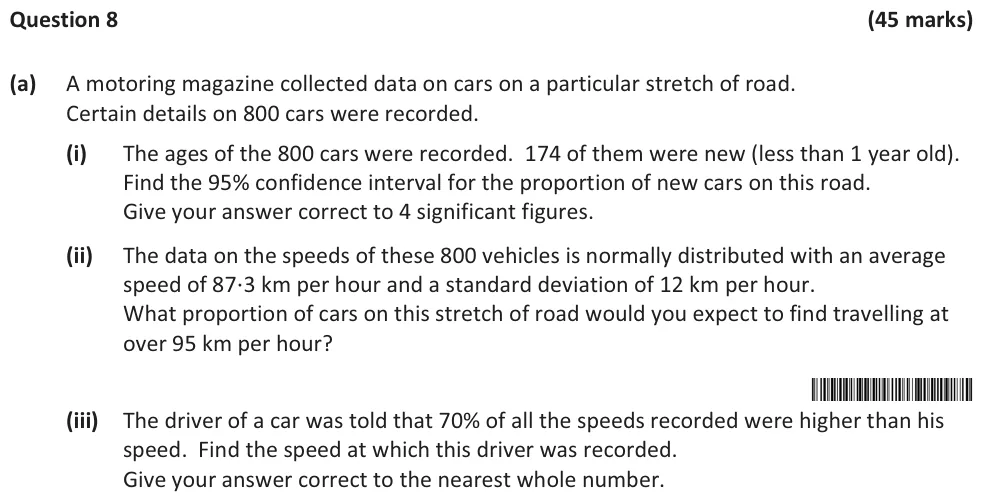 Question 8 (45 marks)
(a) A motoring magazine collected data on cars on a particular stretch of road.
Certain details on 800 cars were recorded.
(i) The ages of the 800 cars were recorded. 174 of them were new (less than 1 year old).
Find the 95% confidence interval for the proportion of new cars on this road.
Give your answer correct to 4 significant figures.
(ii) The data on the speeds of these 800 vehicles is normally distributed with an average
speed of 87·3 km per hour and a standard deviation of 12 km per hour.
What proportion of cars on this stretch of road would you expect to find travelling at
over 95 km per hour?
(iii) The driver of a car was told that 70% of all the speeds recorded were higher than his
speed. Find the speed at which this driver was recorded.
Give your answer correct to the nearest whole number.